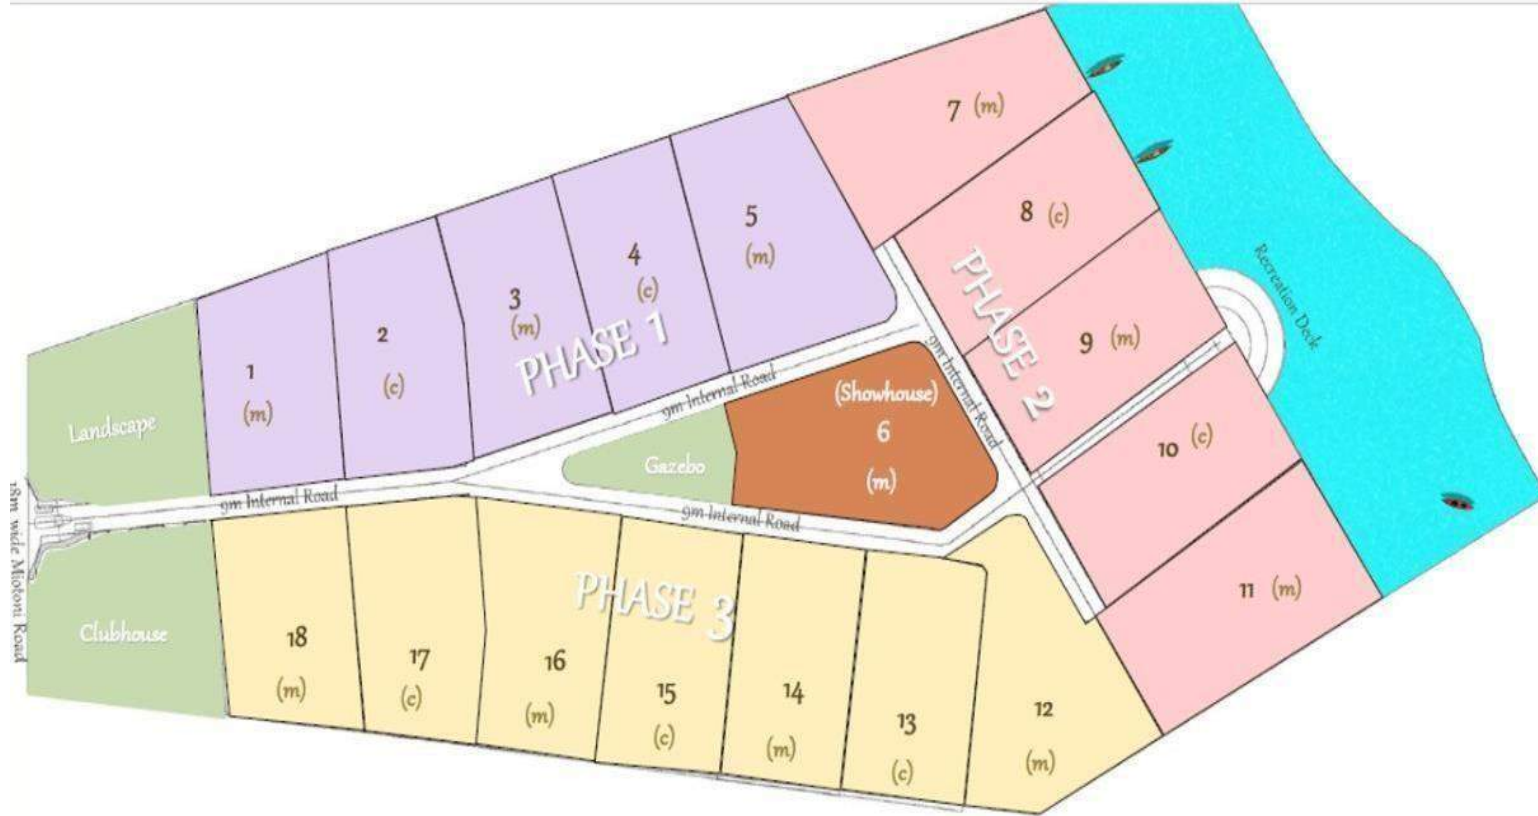 7 (m)
8 (c)
5
(m)
4
(c)
3
(m)
PHASE 1
2
(c)
1
(m)
Landscape
9m Internal Road
PHASE 2
9m Internal Road
9 (m)
Recreation Deck
(Showhouse)
6
(m)
Gazebo
10 (c)
9m Internal Road
9m Internal Road
18m wide Miotoni Road
11 (m)
PHASE 3
Clubhouse
18
(m)
17
(c)
16
(m)
15
(c)
14
(m)
13
(c)
12
(m)